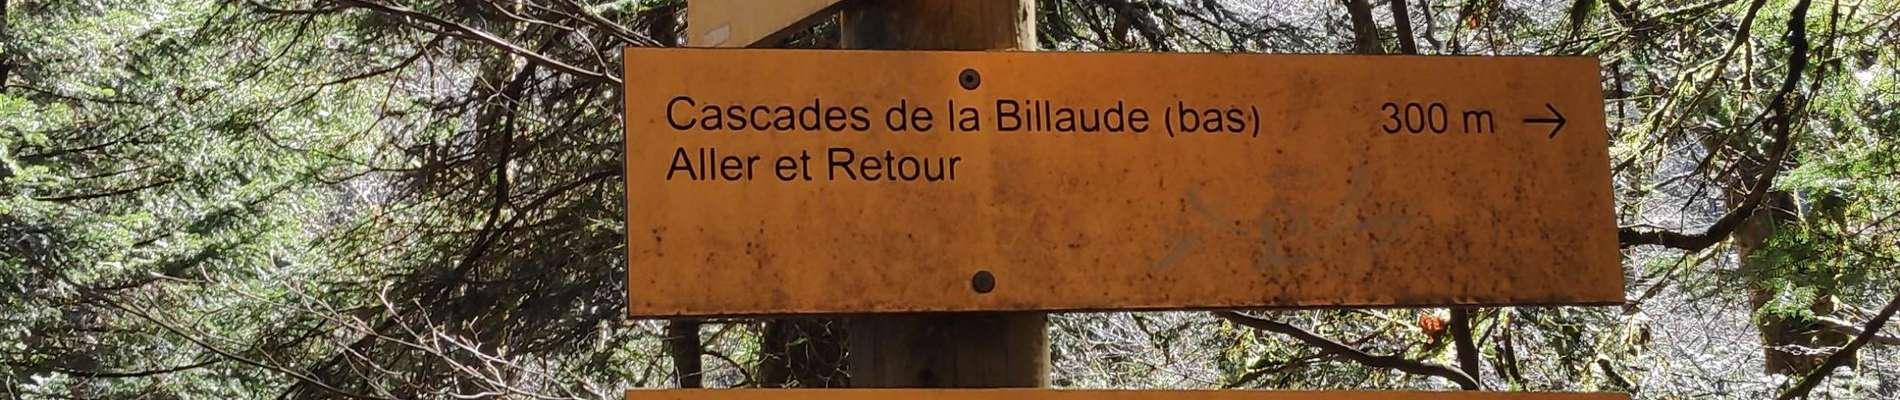 Cascades de la Billaude (bas) 300 m →
Aller et Retour